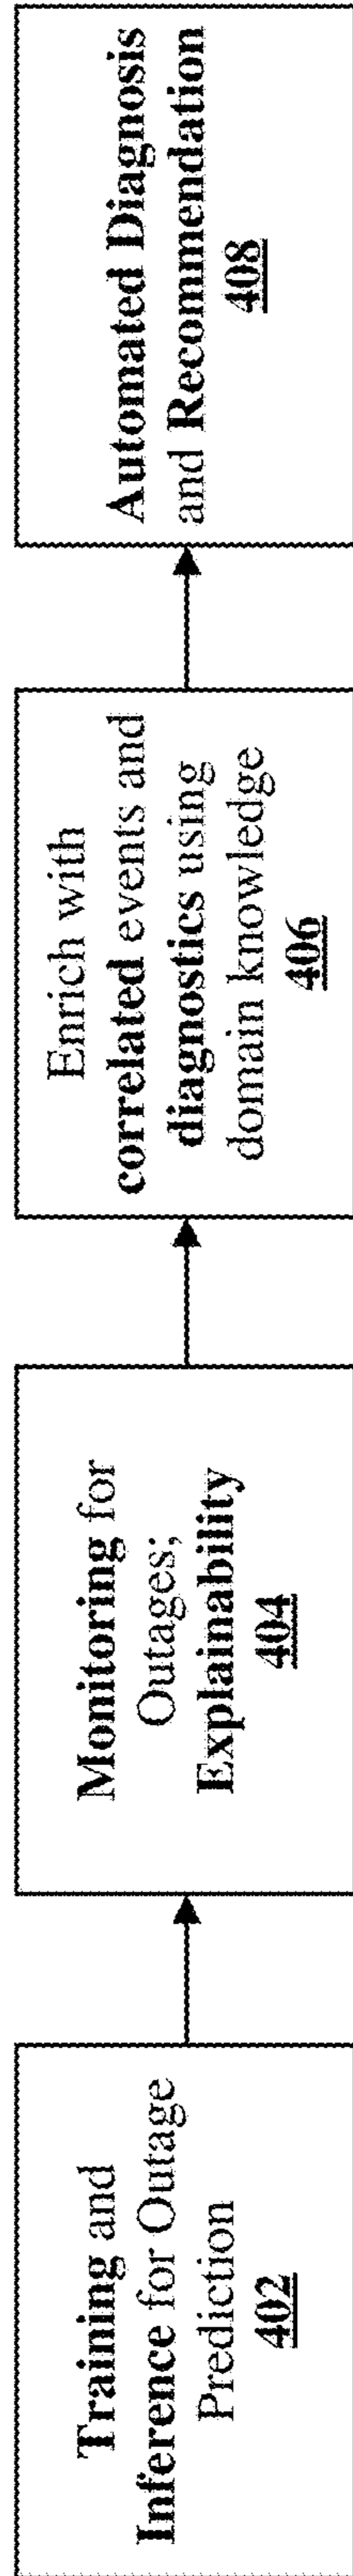 Training and
Inference for Outage
Prediction
402
Monitoring for
Outages;
Explainability
404
Enrich with
correlated events and
diagnostics using
domain knowledge
406
Automated Diagnosis
and Recommendation
408